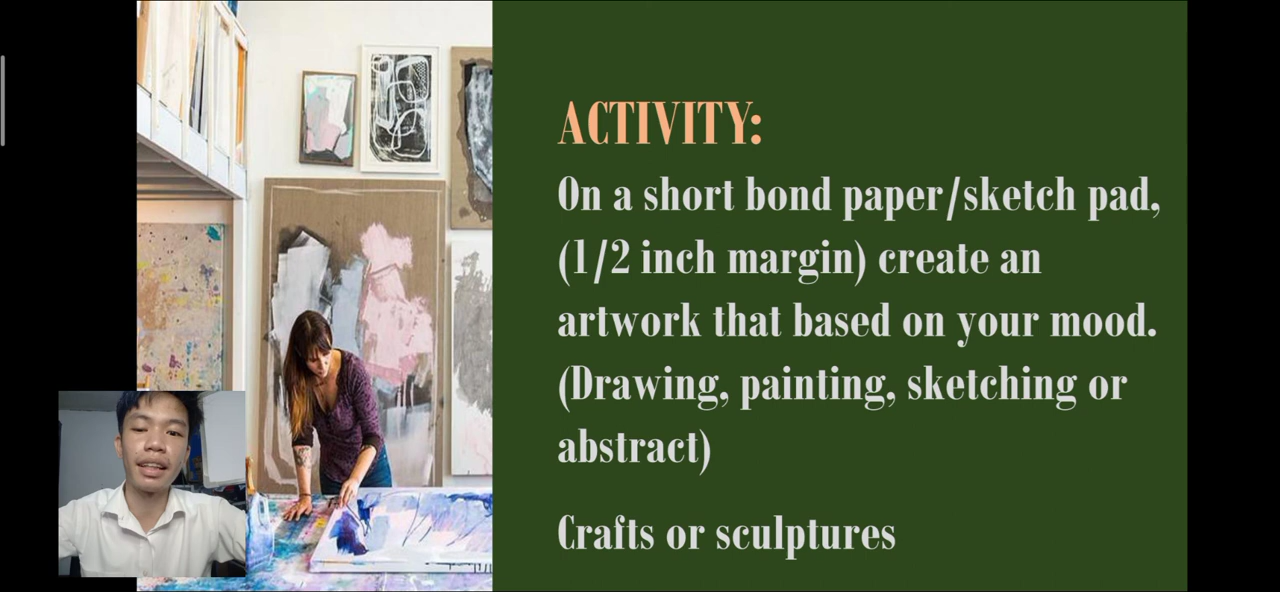 ACTIVITY:
On a short bond paper/sketch pad,
(1/2 inch margin) create an
artwork that based on your mood.
(Drawing, painting, sketching or
abstract)
Crafts or sculptures